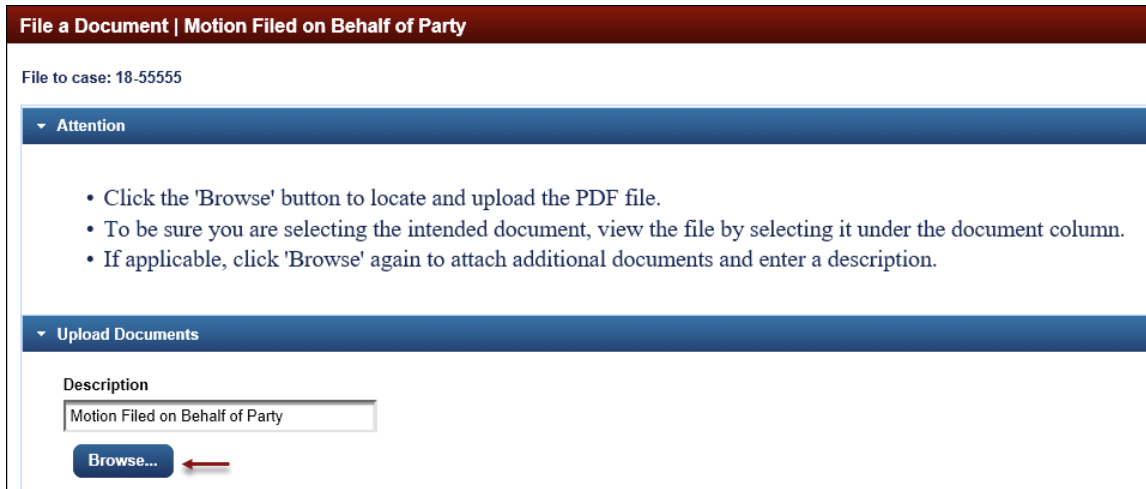 File a Document | Motion Filed on Behalf of Party
File to case: 18-55555
Attention
• Click the 'Browse' button to locate and upload the PDF file.
• To be sure you are selecting the intended document, view the file by selecting it under the document column.
• If applicable, click 'Browse' again to attach additional documents and enter a description.
Upload Documents
Description
Motion Filed on Behalf of Party
Browse...